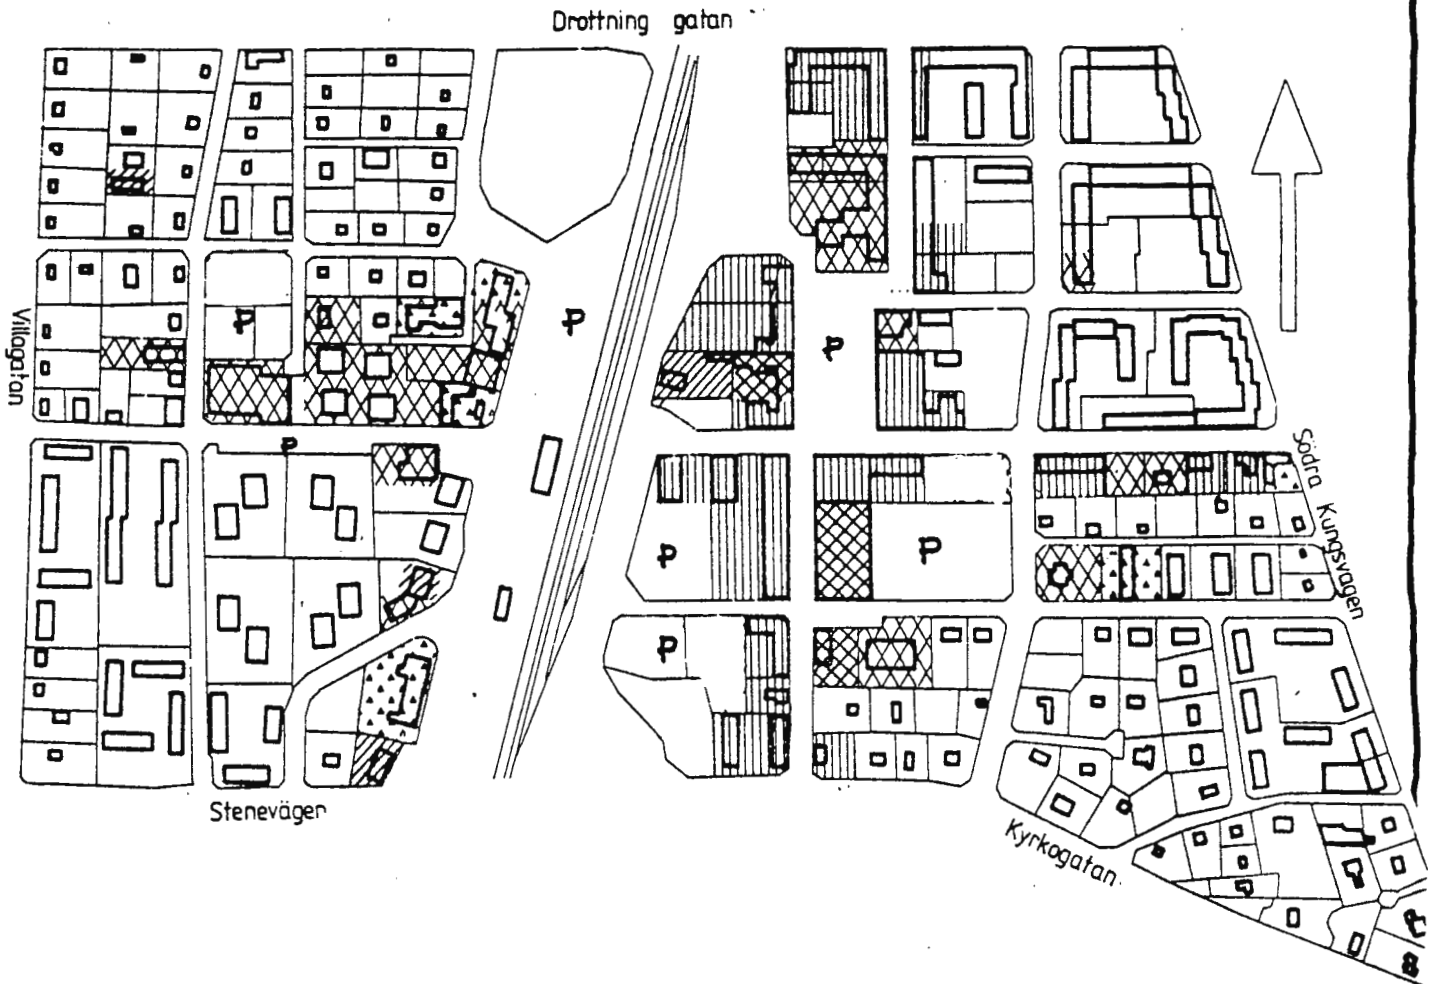 Drottning gatan
Villagatan
P
P
P
P
Södra Kungsvägen
P
P
P
Stenevägen
Kyrkogatan